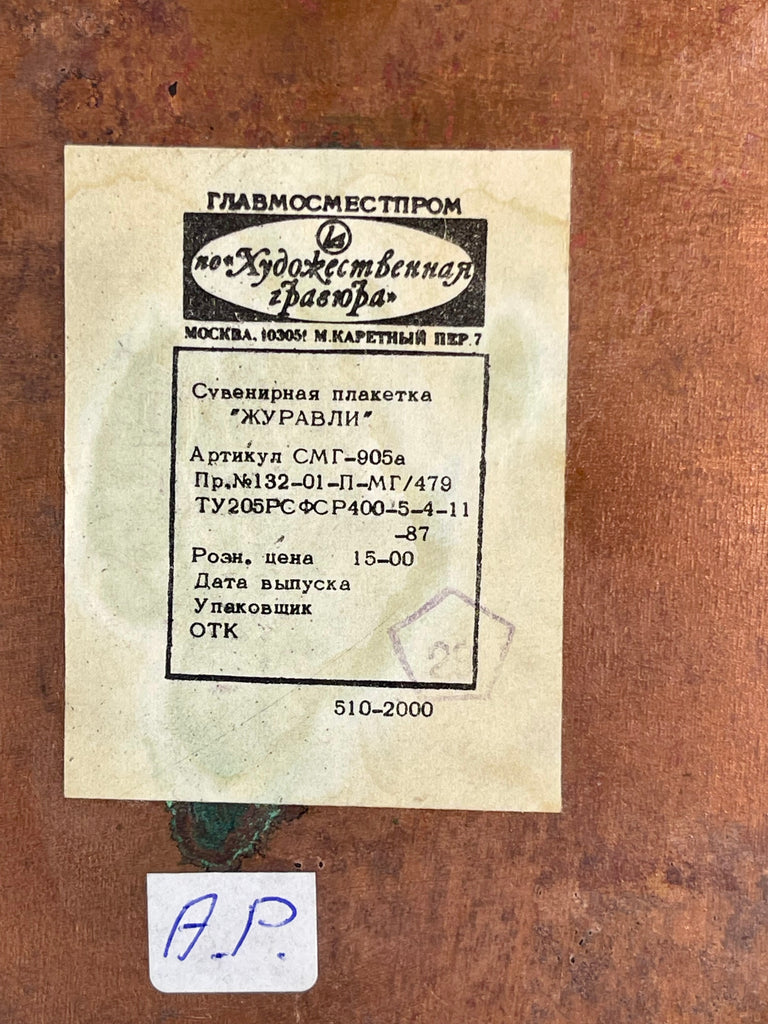 ГЛАВМОСМЕСТПРОМ
ПО «Художественная
гравюра»
МОСКВА, 103051 М.КАРЕТНЫЙ ПЕР.7
Сувенирная плакетка
"ЖУРАВЛИ"
Артикул СМГ-905а
Пр.№132-01-П-МГ/479
ТУ205РСФСР400-5-4-11
-87
Розн. цена 15-00
Дата выпуска
Упаковщик
ОТК
510-2000
А.Р.